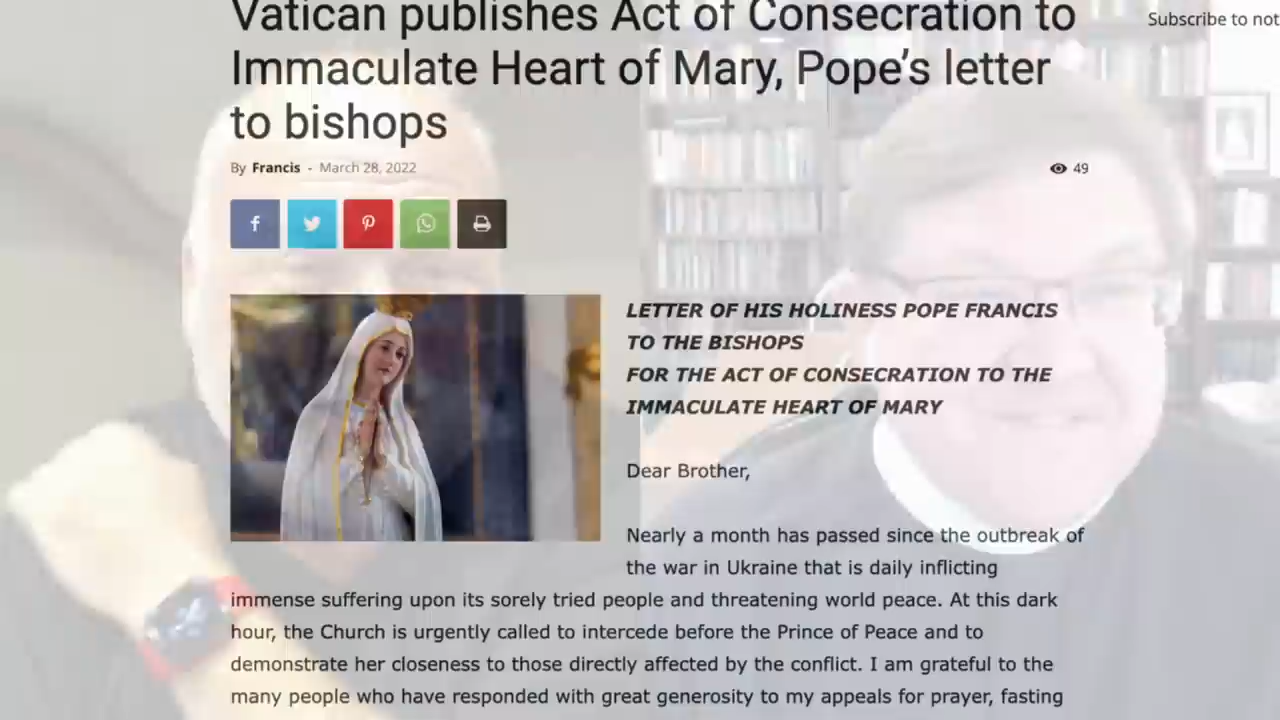 Vatican publishes Act of Consecration to
Subscribe to not
Immaculate Heart of Mary, Pope's letter
to bishops
By Francis - March 28, 2022
49
LETTER OF HIS HOLINESS POPE FRANCIS
TO THE BISHOPS
FOR THE ACT OF CONSECRATION TO THE
IMMACULATE HEART OF MARY
Dear Brother,
Nearly a month has passed since the outbreak of
the war in Ukraine that is daily inflicting
immense suffering upon its sorely tried people and threatening world peace. At this dark
hour, the Church is urgently called to intercede before the Prince of Peace and to
demonstrate her closeness to those directly affected by the conflict. I am grateful to the
many people who have responded with great generosity to my appeals for prayer, fasting